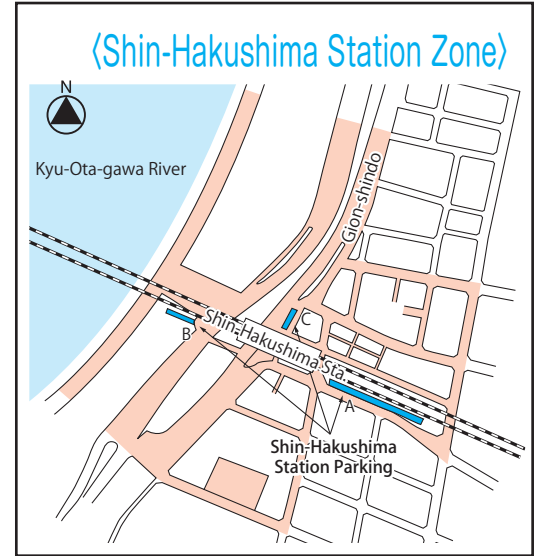 〈Shin-Hakushima Station Zone〉
N
Kyu-Ota-gawa River
Gion-shindo
Shin-Hakushima Sta.
C
B
A
Shin-Hakushima
Station Parking